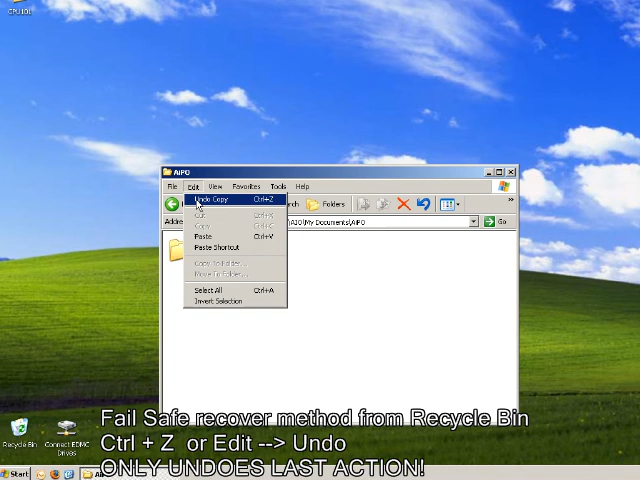 CPU101
AiPO
File Edit View Favorites Tools Help
Undo Copy Ctrl+Z
Cut Ctrl+X
Copy Ctrl+C
Paste Ctrl+V
Paste Shortcut
Copy To Folder...
Move To Folder...
Select All Ctrl+A
Invert Selection
rch Folders
Addre
\My Documents\AiPO
Go
Fail Safe recover method from Recycle Bin
Ctrl + Z or Edit --> Undo
ONLY UNDOES LAST ACTION!
Recycle Bin
Connect EDMC
Drives
Start